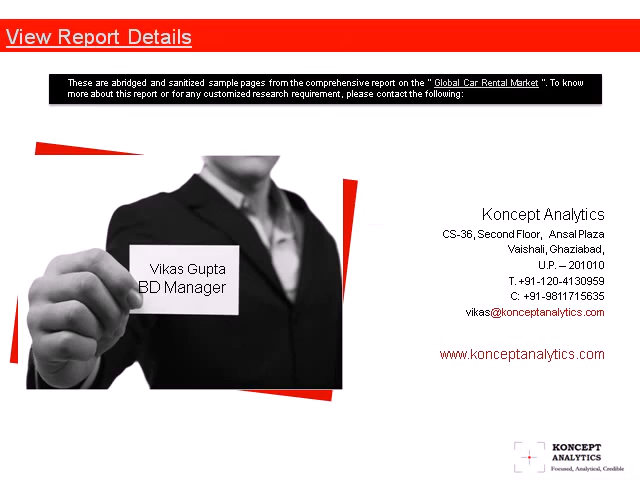 View Report Details
These are abridged and sanitized sample pages from the comprehensive report on the " Global Car Rental Market ". To know
more about this report or for any customized research requirement, please contact the following:
Vikas Gupta
BD Manager
Koncept Analytics
CS-36, Second Floor, Ansal Plaza
Vaishali, Ghaziabad,
U.P. – 201010
T. +91-120-4130959
C: +91-9811715635
vikas@konceptanalytics.com
www.konceptanalytics.com
KONCEPT
ANALYTICS
Focused, Analytical, Credible